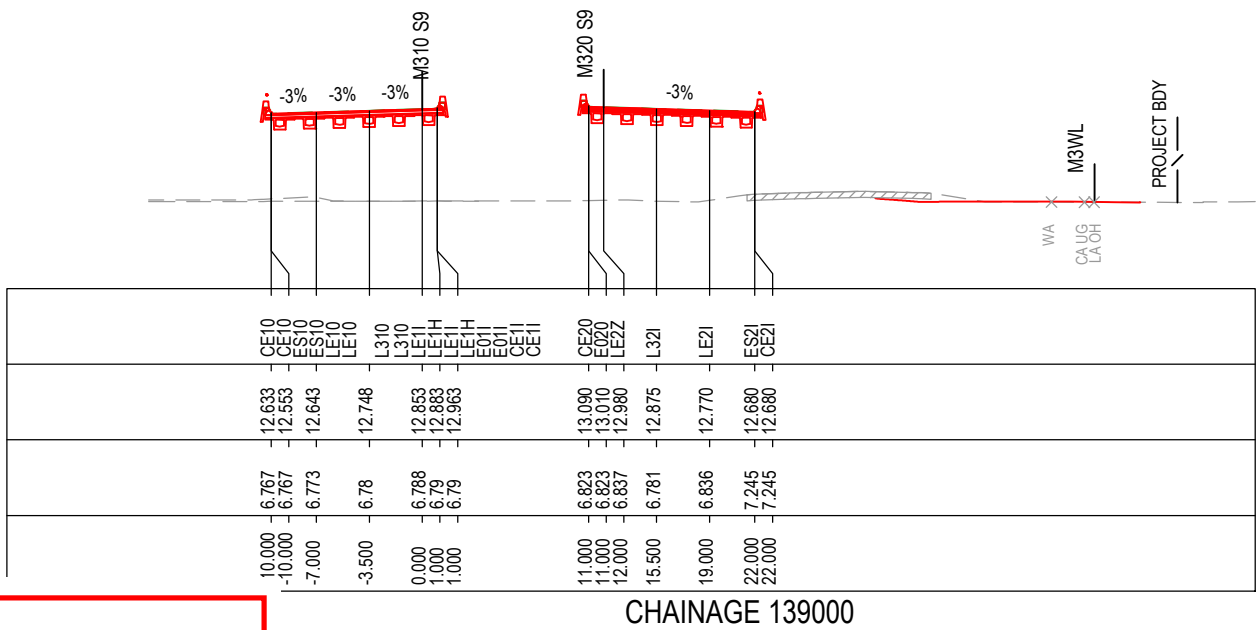 M310 S9
M320 S9
-3% -3% -3%
-3%
M3WL
PROJECT BDY
WA
CA UG
LA OH
CE10 CE10 ES10 ES10 LE10 LE10 L310 L310 LE1I LE1H LE1I LE1H E01I E01I CE1I CE1I CE20 E020 LE2Z L32I LE2I ES2I CE2I
12.633 12.553 12.643 12.748 12.853 12.883 12.963 13.090 13.010 12.980 12.875 12.770 12.680 12.680
6.767 6.767 6.773 6.78 6.788 6.79 6.79 6.823 6.823 6.837 6.781 6.836 7.245 7.245
10.000 -10.000 -7.000 -3.500 0.000 1.000 1.000 11.000 11.000 12.000 15.500 19.000 22.000 22.000
CHAINAGE 139000